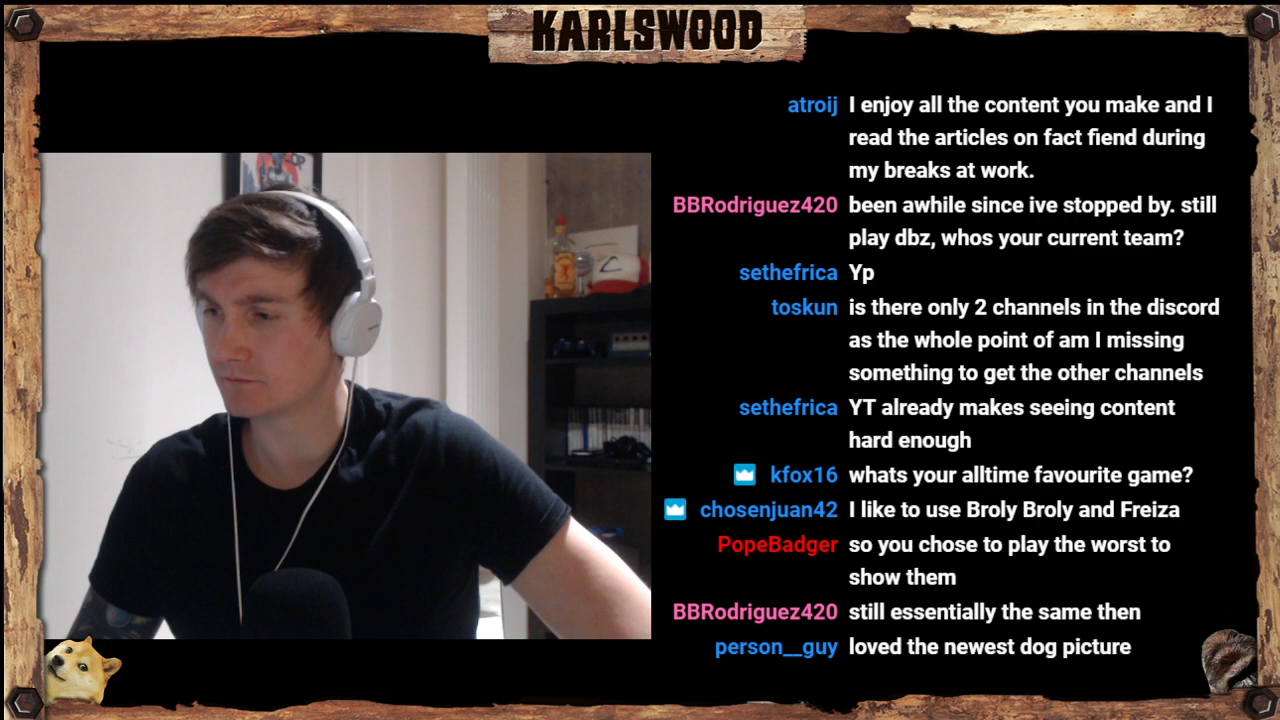 KARLSWOOD
atroij I enjoy all the content you make and I
read the articles on fact fiend during
my breaks at work.
BBRodriguez420 been awhile since ive stopped by. still
play dbz, whos your current team?
sethefrica Yp
toskun is there only 2 channels in the discord
as the whole point of am I missing
something to get the other channels
sethefrica YT already makes seeing content
hard enough
kfox16 whats your alltime favourite game?
chosenjuan42 I like to use Broly Broly and Freiza
PopeBadger so you chose to play the worst to
show them
BBRodriguez420 still essentially the same then
person__guy loved the newest dog picture